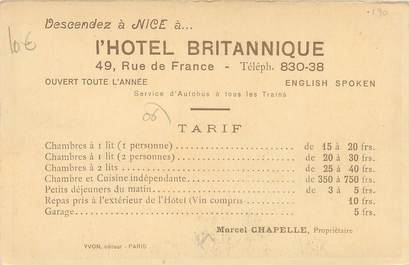 Descendez à NICE à...
l'HOTEL BRITANNIQUE
49, Rue de France - Téléph. 830-38
OUVERT TOUTE L'ANNÉE ENGLISH SPOKEN
Service d'Autobus à tous les Trains
TARIF
Chambres à 1 lit (1 personne) de 15 à 20 frs.
Chambres à 1 lit (2 personnes) de 20 à 30 frs.
Chambres à 2 lits de 25 à 40 frs.
Chambre et Cuisine indépendante de 350 à 750 frs.
Petits déjeuners du matin de 3 à 5 frs.
Repas pris à l'extérieur de l'Hôtel (Vin compris 10 frs.
Garage 5 frs.
Marcel CHAPELLE, Propriétaire
YVON, éditeur - PARIS